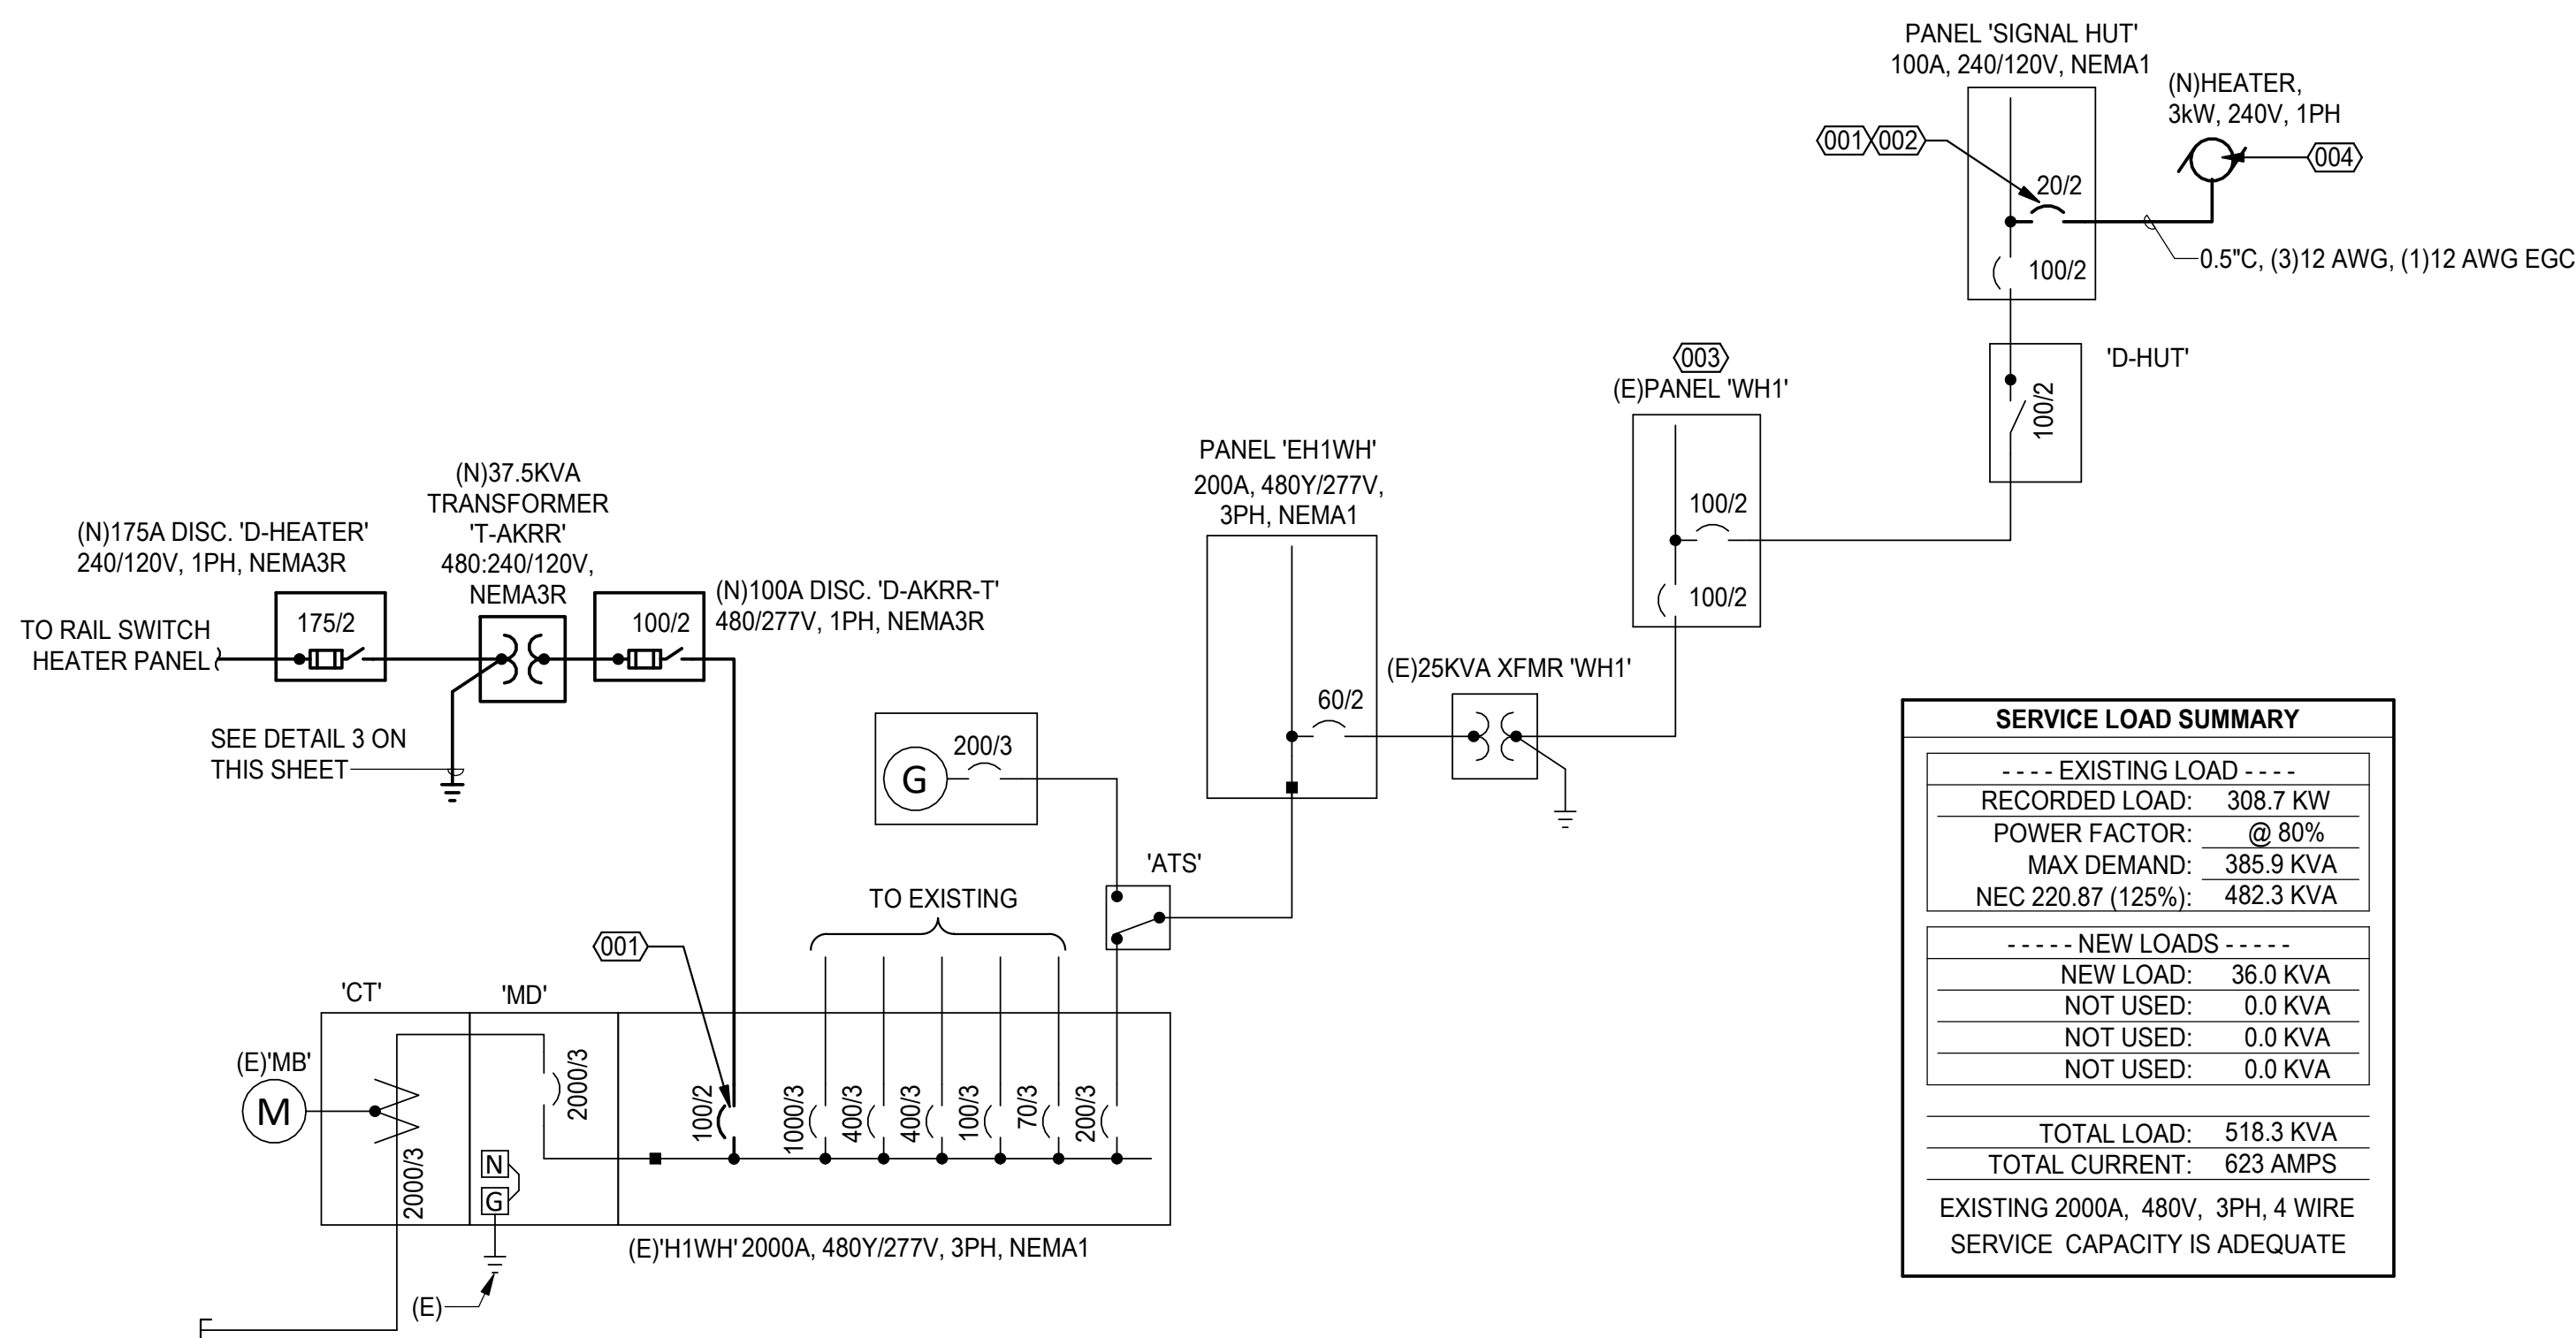 PANEL 'SIGNAL HUT'
100A, 240/120V, NEMA1
(N)HEATER,
3kW, 240V, 1PH
001
002
004
20/2
100/2
0.5"C, (3)12 AWG, (1)12 AWG EGC
'D-HUT'
100/2
003
(E)PANEL 'WH1'
100/2
100/2
PANEL 'EH1WH'
200A, 480Y/277V,
3PH, NEMA1
60/2
(E)25KVA XFMR 'WH1'
(N)37.5KVA
TRANSFORMER
'T-AKRR'
480:240/120V,
NEMA3R
(N)175A DISC. 'D-HEATER'
240/120V, 1PH, NEMA3R
175/2
(N)100A DISC. 'D-AKRR-T'
480/277V, 1PH, NEMA3R
100/2
TO RAIL SWITCH
HEATER PANEL
SEE DETAIL 3 ON
THIS SHEET
G
200/3
'ATS'
TO EXISTING
001
'CT'
'MD'
(E)'MB'
M
2000/3
2000/3
N
G
100/2
1000/3
400/3
400/3
100/3
70/3
200/3
(E)'H1WH' 2000A, 480Y/277V, 3PH, NEMA1
(E)
SERVICE LOAD SUMMARY
- - - - EXISTING LOAD - - - -
RECORDED LOAD: 308.7 KW
POWER FACTOR: @ 80%
MAX DEMAND: 385.9 KVA
NEC 220.87 (125%): 482.3 KVA
- - - - - NEW LOADS - - - - -
NEW LOAD: 36.0 KVA
NOT USED: 0.0 KVA
NOT USED: 0.0 KVA
NOT USED: 0.0 KVA
TOTAL LOAD: 518.3 KVA
TOTAL CURRENT: 623 AMPS
EXISTING 2000A, 480V, 3PH, 4 WIRE
SERVICE CAPACITY IS ADEQUATE